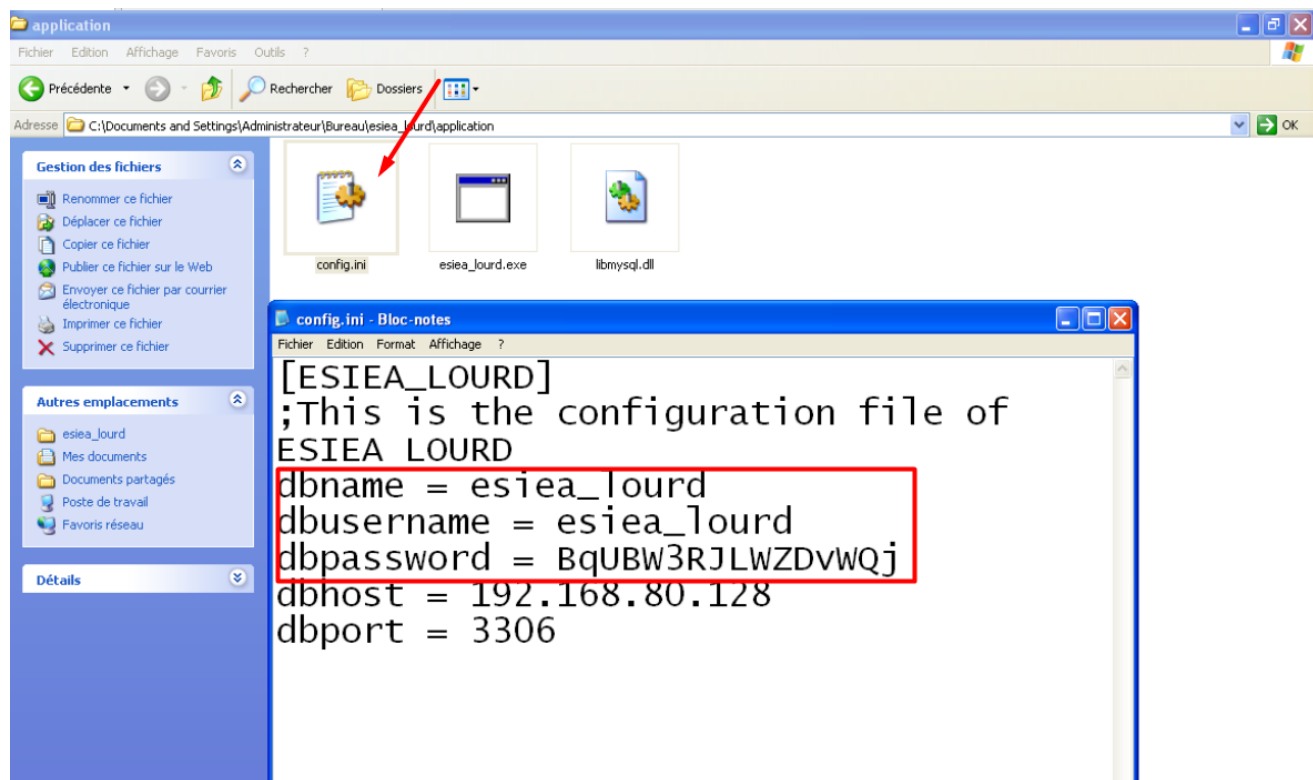 application
Fichier Edition Affichage Favoris Outils ?
Précédente Rechercher Dossiers
Adresse C:\Documents and Settings\Administrateur\Bureau\esiea_lourd\application OK
Gestion des fichiers
Renommer ce fichier
Déplacer ce fichier
Copier ce fichier
Publier ce fichier sur le Web
Envoyer ce fichier par courrier
électronique
Imprimer ce fichier
Supprimer ce fichier
Autres emplacements
esiea_lourd
Mes documents
Documents partagés
Poste de travail
Favoris réseau
Détails
config.ini
esiea_lourd.exe
libmysql.dll
config.ini - Bloc-notes
Fichier Edition Format Affichage ?
[ESIEA_LOURD]
;This is the configuration file of
ESIEA LOURD
dbname = esiea_lourd
dbusername = esiea_lourd
dbpassword = BqUBW3RJLWZDvWQj
dbhost = 192.168.80.128
dbport = 3306